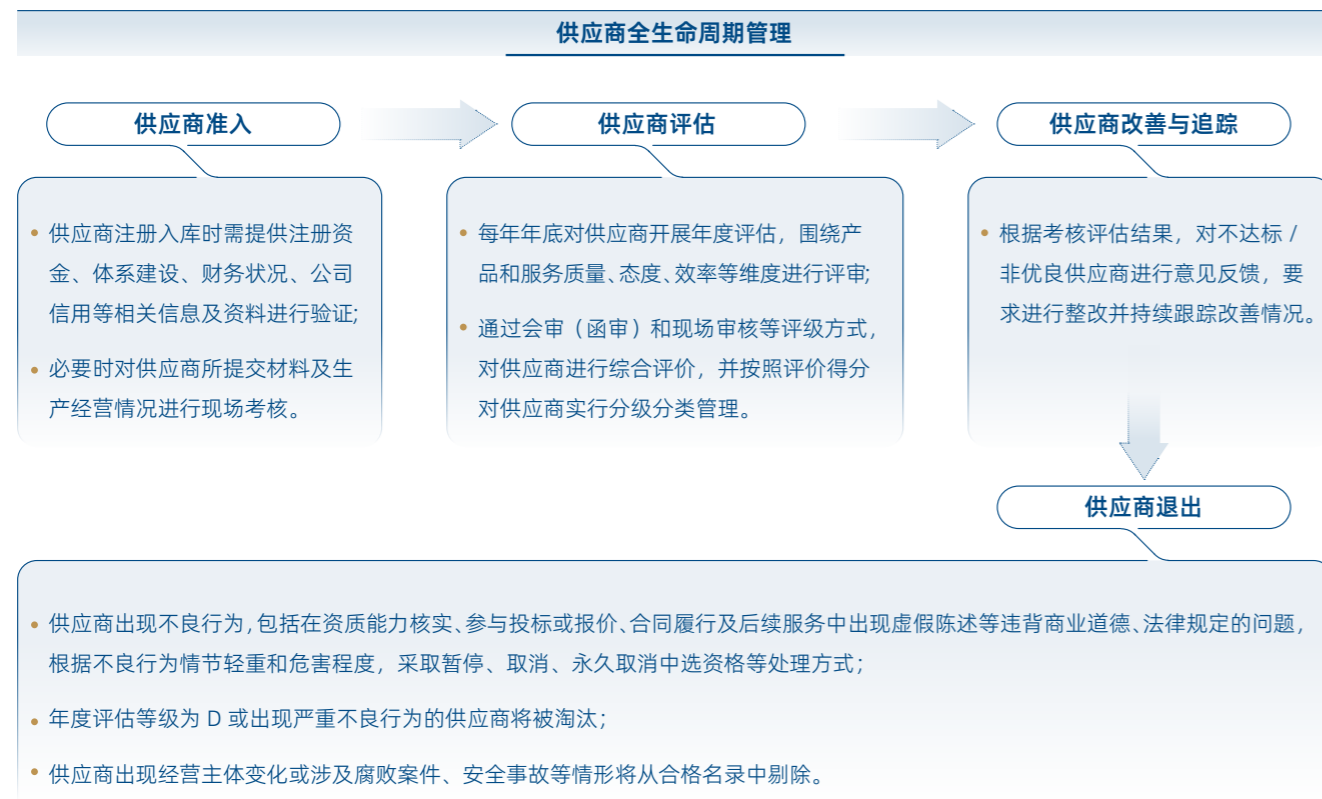 供应商全生命周期管理
供应商准入
• 供应商注册入库时需提供注册资
金、体系建设、财务状况、公司
信用等相关信息及资料进行验证;
• 必要时对供应商所提交材料及生
产经营情况进行现场考核。
供应商评估
• 每年年底对供应商开展年度评估，围绕产
品和服务质量、态度、效率等维度进行评审;
• 通过会审（函审）和现场审核等评级方式，
对供应商进行综合评价，并按照评价得分
对供应商实行分级分类管理。
供应商改善与追踪
• 根据考核评估结果，对不达标 /
非优良供应商进行意见反馈，要
求进行整改并持续跟踪改善情况。
供应商退出
• 供应商出现不良行为，包括在资质能力核实、参与投标或报价、合同履行及后续服务中出现虚假陈述等违背商业道德、法律规定的问题，
根据不良行为情节轻重和危害程度，采取暂停、取消、永久取消中选资格等处理方式；
• 年度评估等级为 D 或出现严重不良行为的供应商将被淘汰；
• 供应商出现经营主体变化或涉及腐败案件、安全事故等情形将从合格名录中剔除。